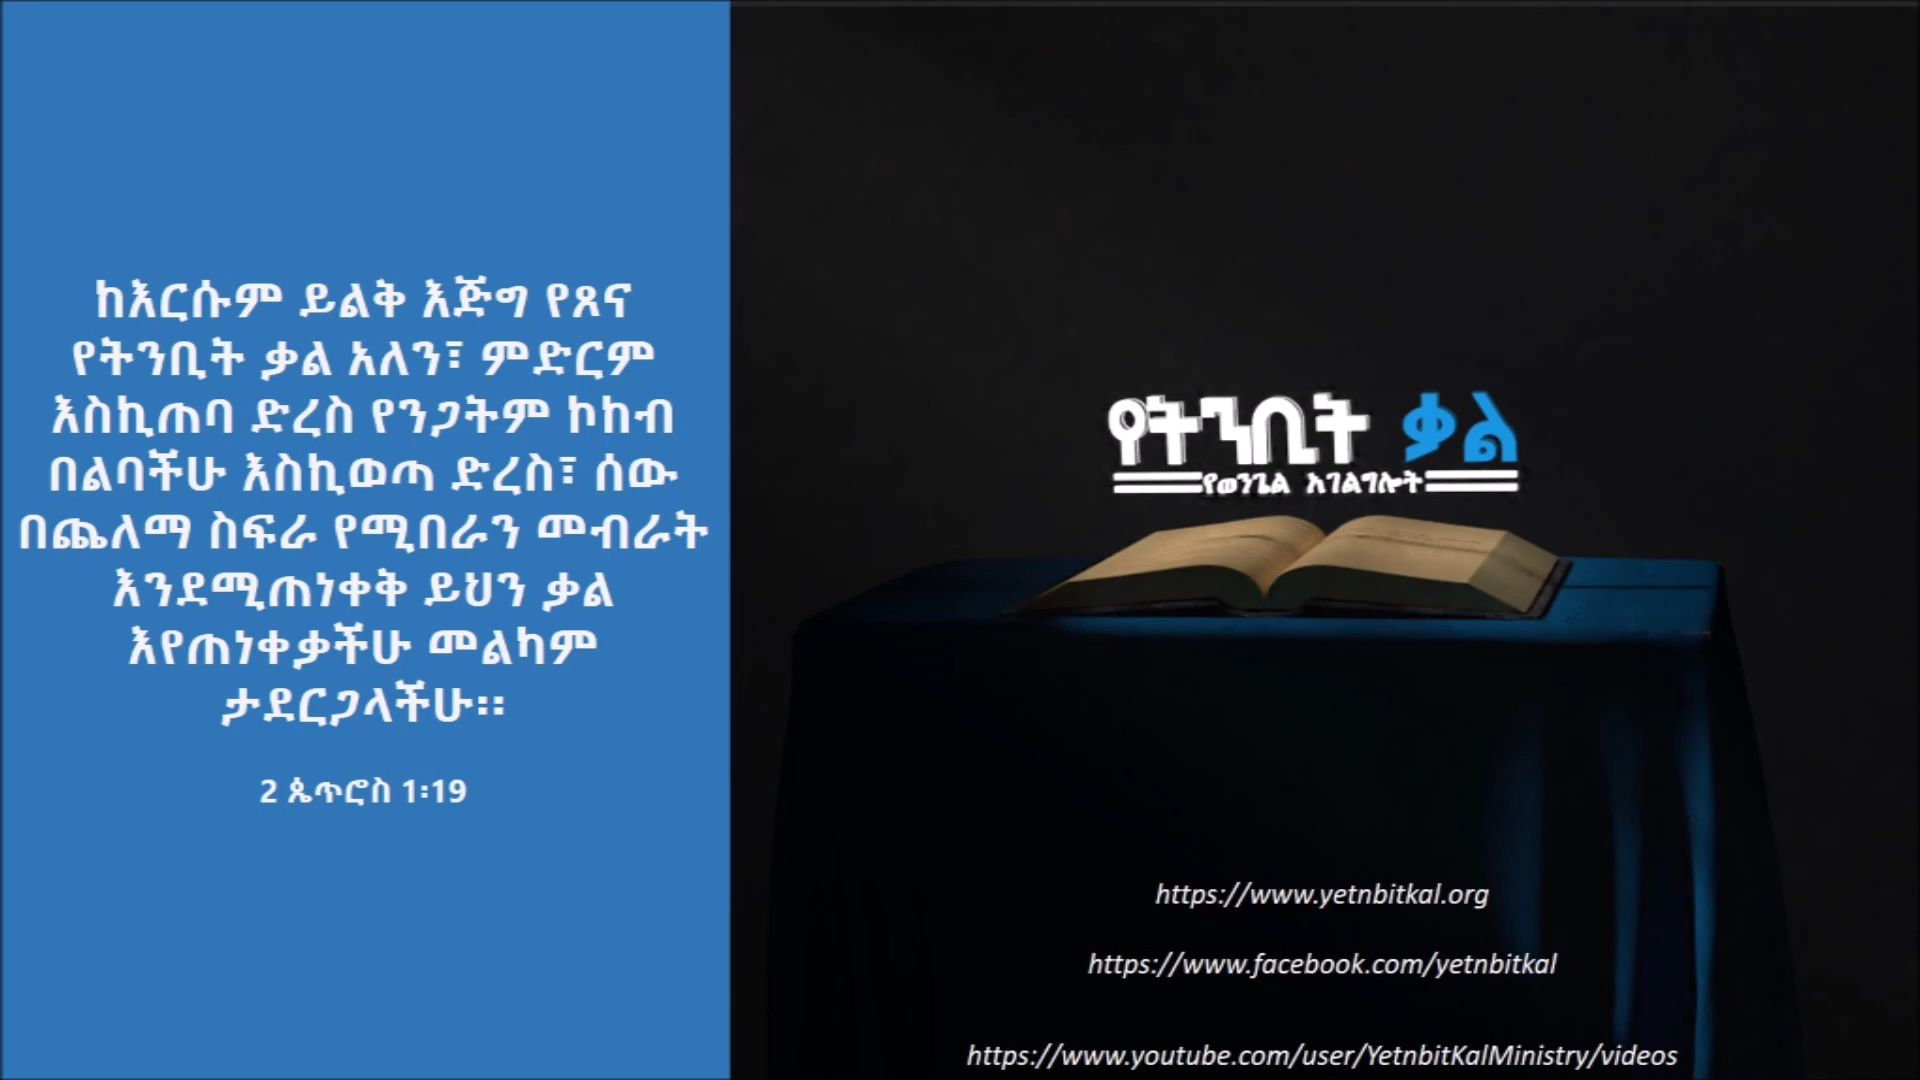 ከእርሱም ይልቅ እጅግ የጸና
የትንቢት ቃል አለን፣ ምድርም
እስኪጠባ ድረስ የንጋትም ኮከብ
በልባችሁ እስኪወጣ ድረስ፣ ሰው
በጨለማ ስፍራ የሚበራን መብራት
እንደሚጠነቀቅ ይህን ቃል
እየጠነቀቃችሁ መልካም
ታደርጋላችሁ፡፡
2 ጴጥሮስ 1፡19
የትንቢት ቃል
የወንጌል አገልግሎት
https://www.yetnbitkal.org
https://www.facebook.com/yetnbitkal
https://www.youtube.com/user/YetnbitKalMinistry/videos